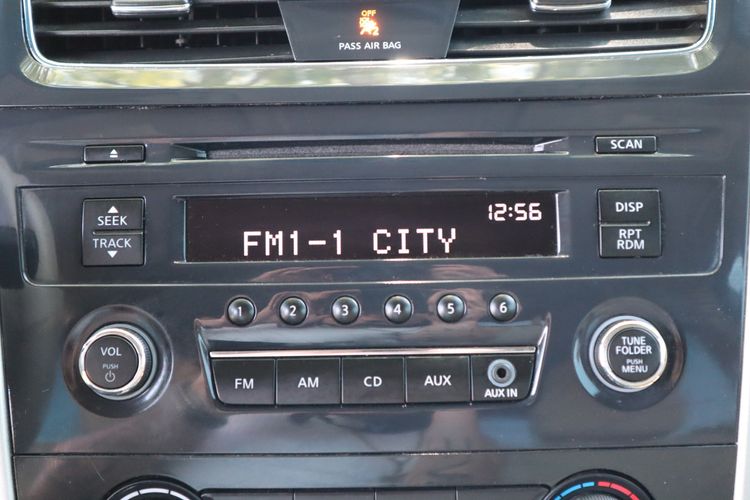 OFF
2
PASS AIR BAG
SCAN
SEEK
TRACK
12:56
FM1-1 CITY
DISP
RPT
RDM
1 2 3 4 5 6
VOL
PUSH
TUNE
FOLDER
PUSH
MENU
FM AM CD AUX
AUX IN